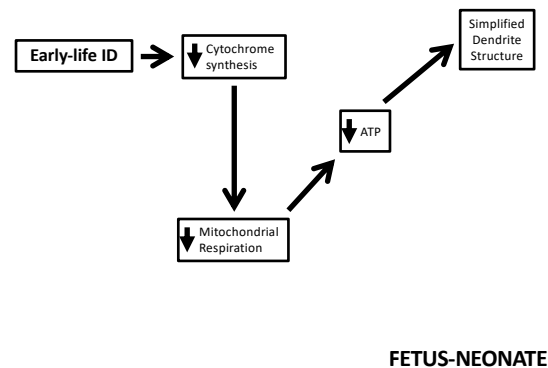 Early-life ID
Cytochrome
synthesis
Mitochondrial
Respiration
ATP
Simplified
Dendrite
Structure
FETUS-NEONATE